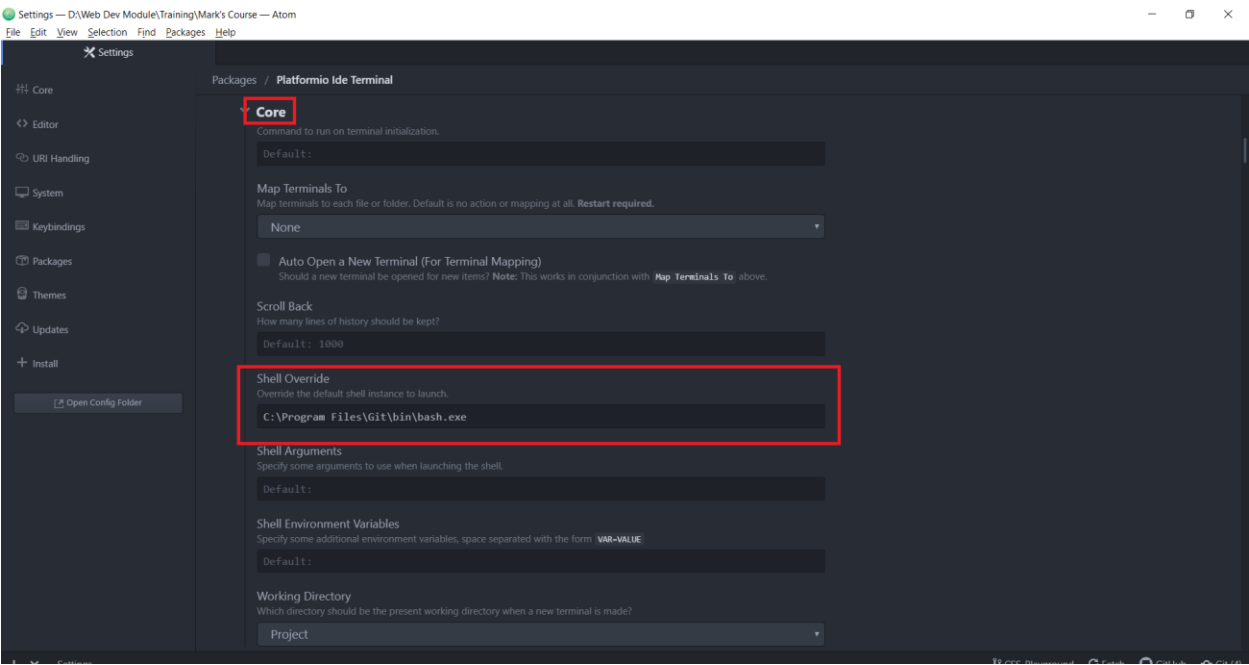 Settings — D:\Web Dev Module\Training\Mark's Course — Atom
File Edit View Selection Find Packages Help
Settings
Core
Editor
URI Handling
System
Keybindings
Packages
Themes
Updates
Install
Open Config Folder
Packages / Platformio Ide Terminal
Core
Command to run on terminal initialization.
Default:
Map Terminals To
Map terminals to each file or folder. Default is no action or mapping at all. Restart required.
None
Auto Open a New Terminal (For Terminal Mapping)
Should a new terminal be opened for new items? Note: This works in conjunction with Map Terminals To above.
Scroll Back
How many lines of history should be kept?
Default: 1000
Shell Override
Override the default shell instance to launch.
C:\Program Files\Git\bin\bash.exe
Shell Arguments
Specify some arguments to use when launching the shell.
Default:
Shell Environment Variables
Specify some additional environment variables, space separated with the form VAR=VALUE
Default:
Working Directory
Which directory should be the present working directory when a new terminal is made?
Project
Settings CSS-Playground Fetch GitHub Git (4)